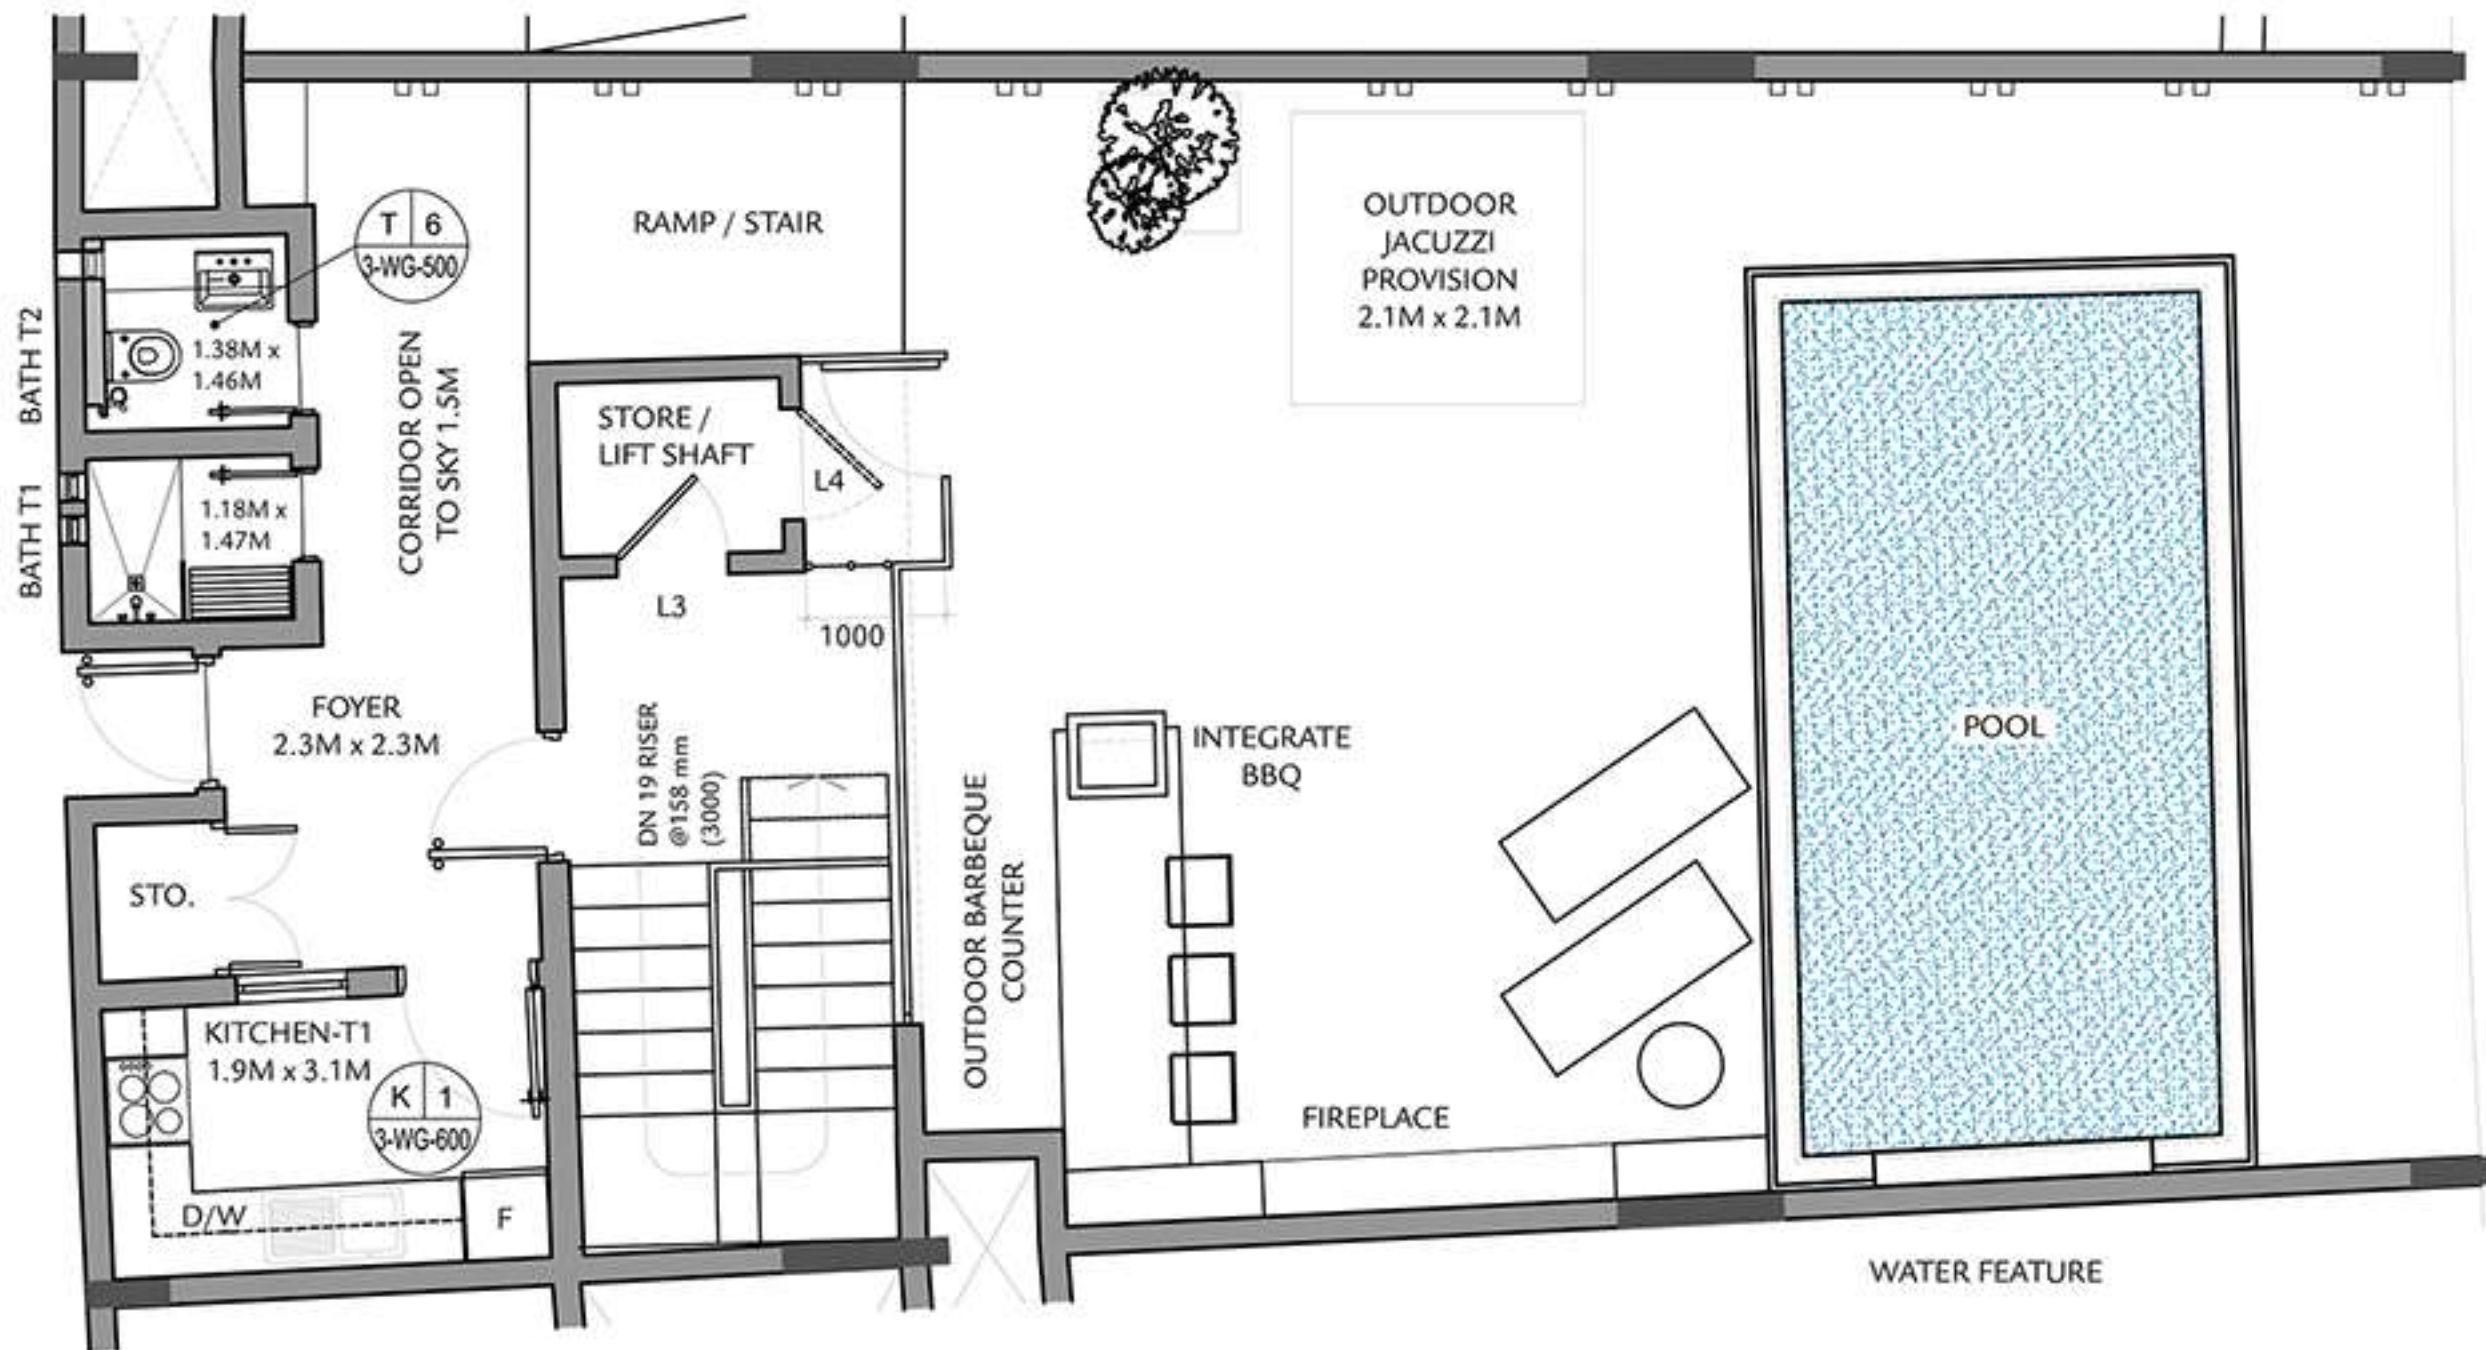 BATH T2
BATH T1
T 6
3-WG-500
1.38M x
1.46M
1.18M x
1.47M
CORRIDOR OPEN
TO SKY 1.5M
RAMP / STAIR
STORE /
LIFT SHAFT
L4
L3
1000
OUTDOOR
JACUZZI
PROVISION
2.1M x 2.1M
POOL
FOYER
2.3M x 2.3M
DN 19 RISER
@158 mm
(3000)
INTEGRATE
BBQ
OUTDOOR BARBEQUE
COUNTER
STO.
KITCHEN-T1
1.9M x 3.1M
K 1
3-WG-600
D/W
F
FIREPLACE
WATER FEATURE